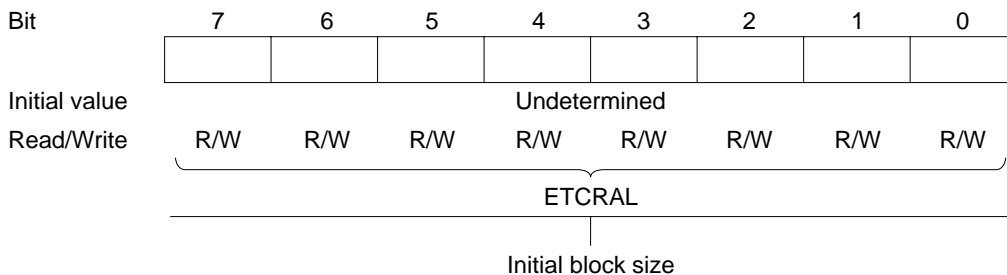 Bit 7 6 5 4 3 2 1 0
Initial value Undetermined
Read/Write R/W R/W R/W R/W R/W R/W R/W R/W
ETCRAL
Initial block size